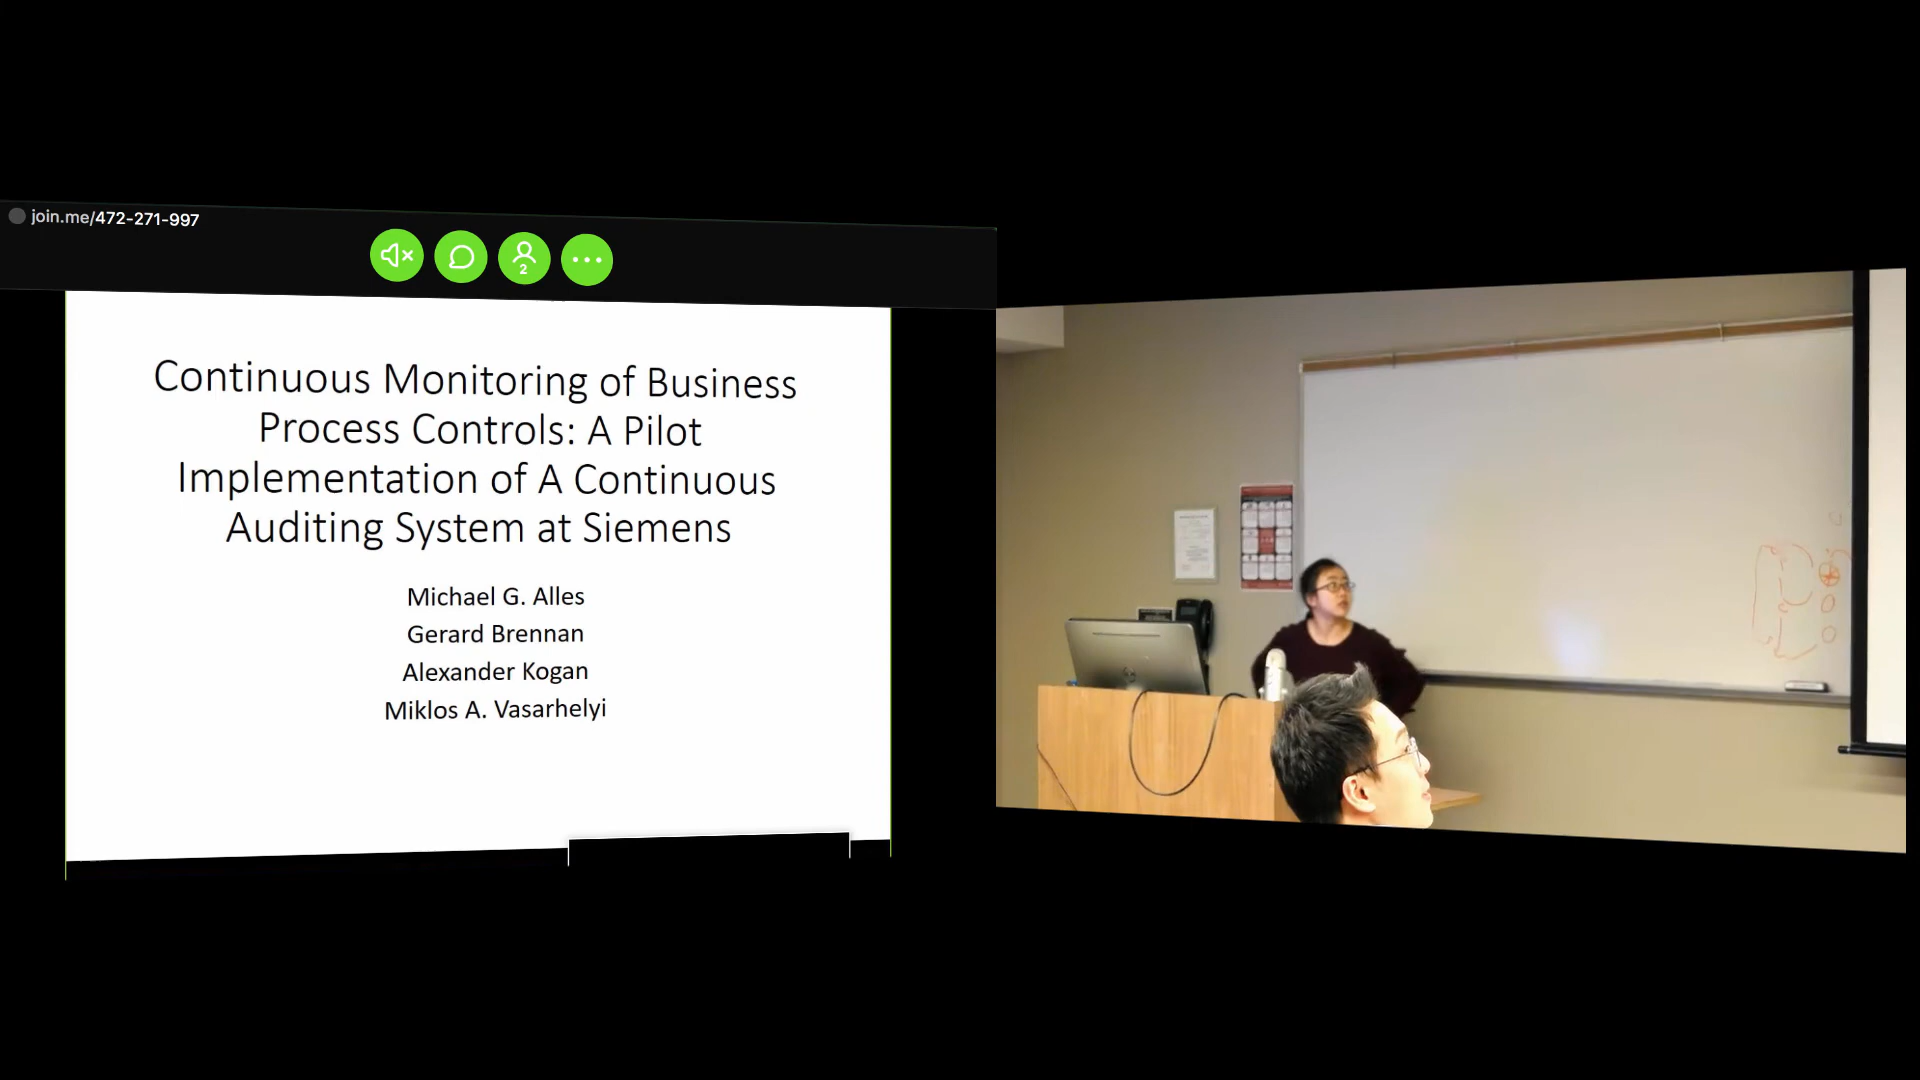 join.me/472-271-997
2
Continuous Monitoring of Business
Process Controls: A Pilot
Implementation of A Continuous
Auditing System at Siemens
Michael G. Alles
Gerard Brennan
Alexander Kogan
Miklos A. Vasarhelyi